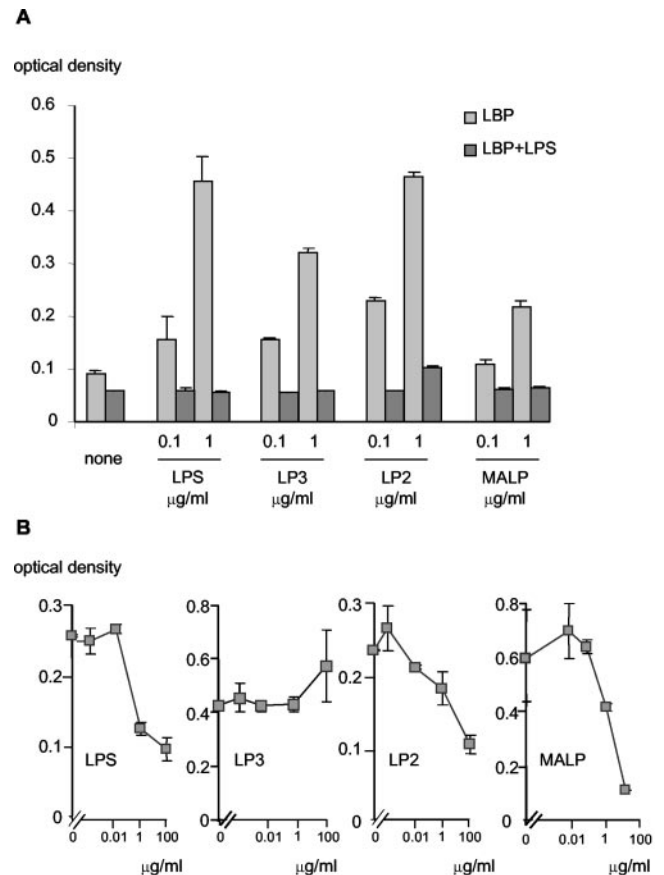 A
optical density
0.6
0.5
0.4
0.3
0.2
0.1
0
LBP
LBP+LPS
none
0.1 1 0.1 1 0.1 1 0.1 1
LPS LP3 LP2 MALP
μg/ml μg/ml μg/ml μg/ml
B
optical density
0.3
0.2
0.1
0
LPS
0 0.01 1 100
0.8
0.6
0.4
0.2
0
LP3
0 0.01 1 100
0.3
0.2
0.1
0
LP2
0 0.01 1 100
0.8
0.6
0.6
0.2
0
MALP
0 0.01 1 100
μg/ml μg/ml μg/ml μg/ml